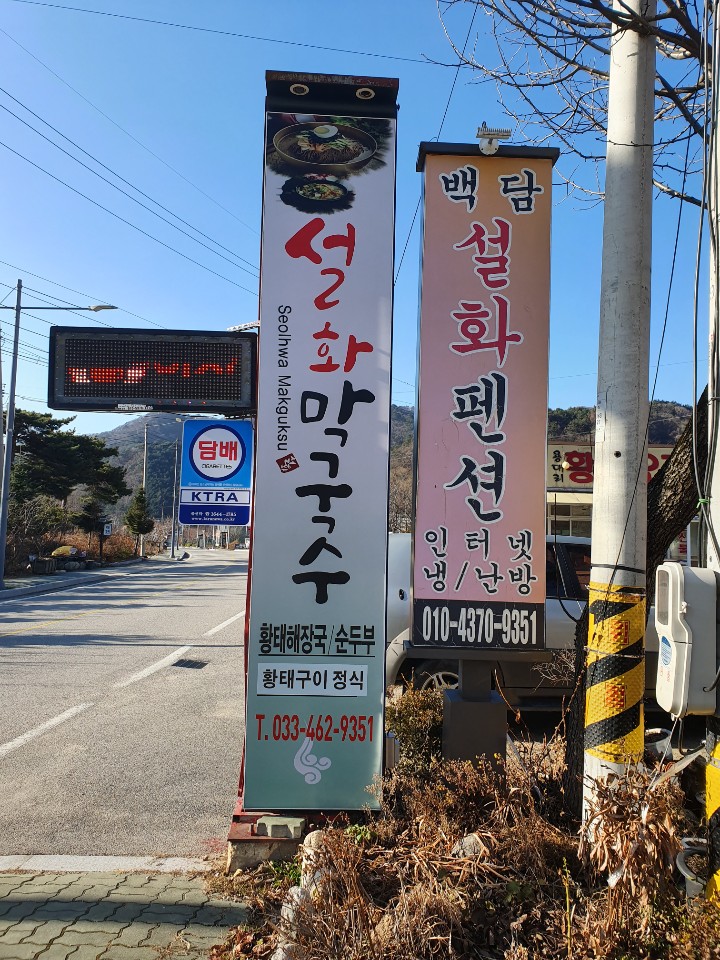 설화막국수
Seolhwa Makguksu
황태해장국/순두부
황태구이 정식
T. 033-462-9351
백담
설화펜션
인터넷
냉/난방
010-4370-9351
담배
KTRA